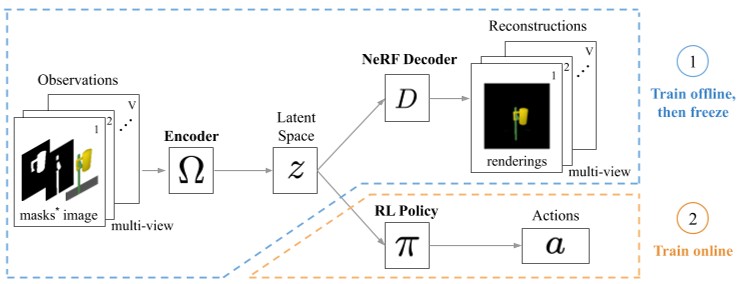 Observations
V
2
1
masks* image
multi-view
Encoder
Ω
Latent
Space
z
NeRF Decoder
D
Reconstructions
V
2
1
renderings
multi-view
RL Policy
π
Actions
a
1
Train offline,
then freeze
2
Train online